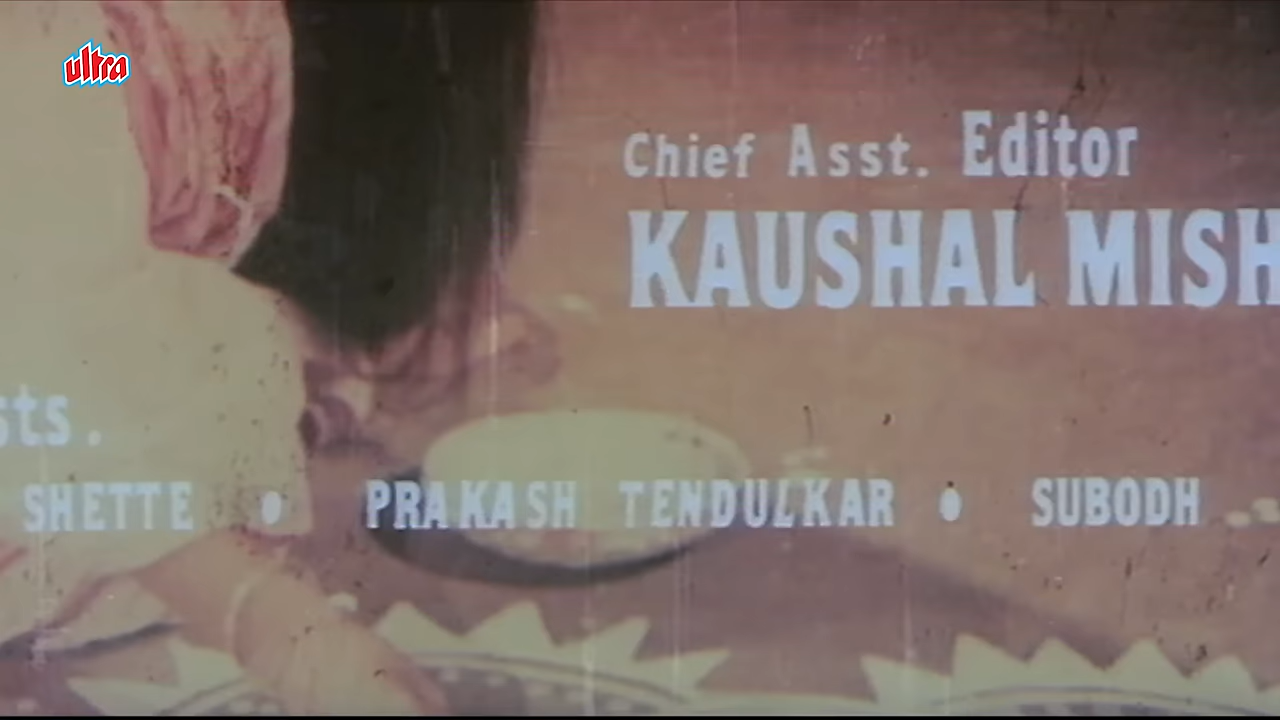 ultra
Chief Asst. Editor
KAUSHAL MISH
sts.
SHETTE • PRAKASH TENDULKAR • SUBODH